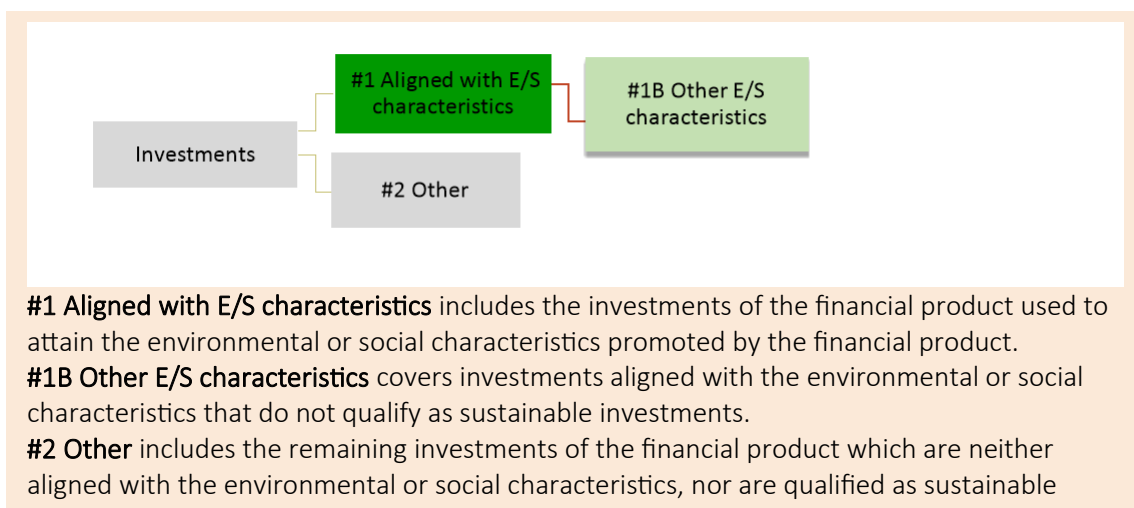 #1 Aligned with E/S
characteristics
#1B Other E/S
characteristics
Investments
#2 Other
#1 Aligned with E/S characteristics includes the investments of the financial product used to
attain the environmental or social characteristics promoted by the financial product.
#1B Other E/S characteristics covers investments aligned with the environmental or social
characteristics that do not qualify as sustainable investments.
#2 Other includes the remaining investments of the financial product which are neither
aligned with the environmental or social characteristics, nor are qualified as sustainable